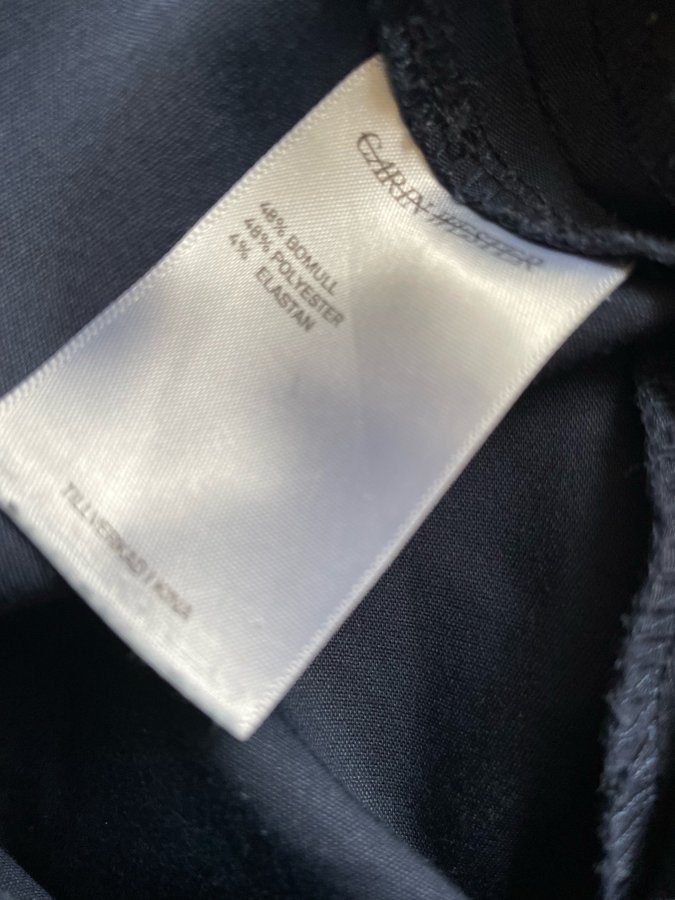 CARIN WESTER
48% BOMULL
48% POLYESTER
4% ELASTAN
TILLVERKAD I KINA